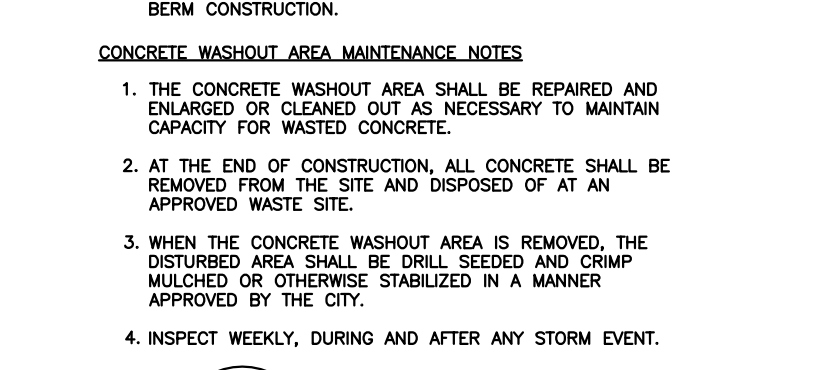 BERM CONSTRUCTION.
CONCRETE WASHOUT AREA MAINTENANCE NOTES
1. THE CONCRETE WASHOUT AREA SHALL BE REPAIRED AND
ENLARGED OR CLEANED OUT AS NECESSARY TO MAINTAIN
CAPACITY FOR WASTED CONCRETE.
2. AT THE END OF CONSTRUCTION, ALL CONCRETE SHALL BE
REMOVED FROM THE SITE AND DISPOSED OF AT AN
APPROVED WASTE SITE.
3. WHEN THE CONCRETE WASHOUT AREA IS REMOVED, THE
DISTURBED AREA SHALL BE DRILL SEEDED AND CRIMP
MULCHED OR OTHERWISE STABILIZED IN A MANNER
APPROVED BY THE CITY.
4. INSPECT WEEKLY, DURING AND AFTER ANY STORM EVENT.